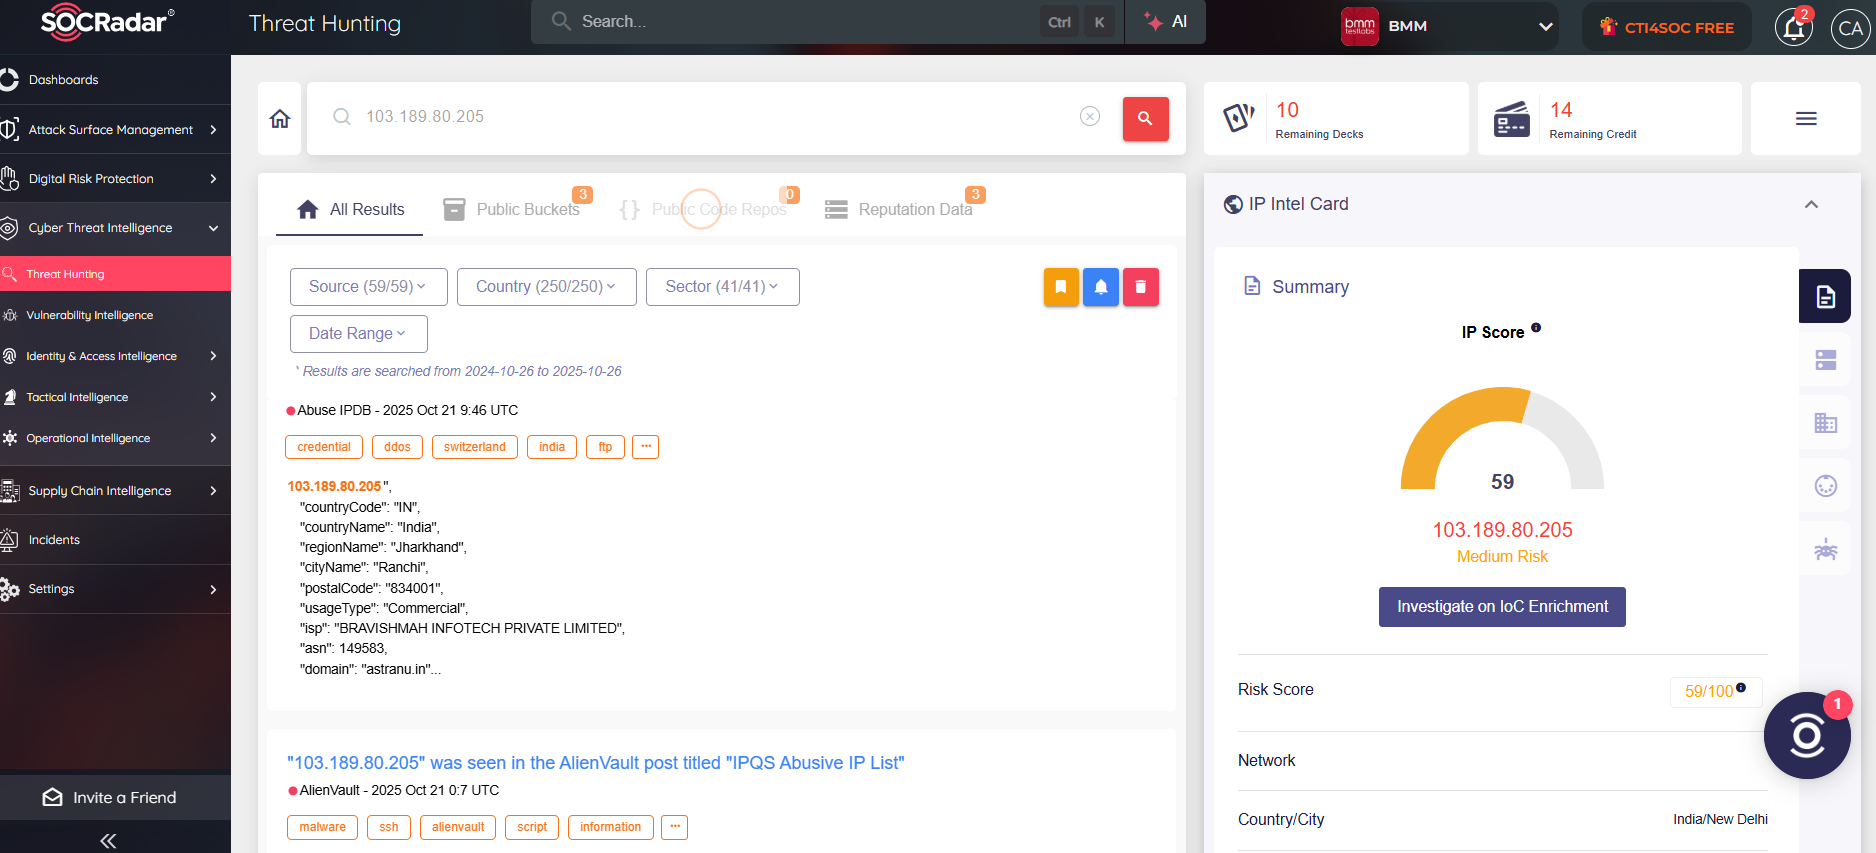 SOCRadar®
Threat Hunting
Search...
Ctrl
K
AI
bmm
testlabs
BMM
CTI4SOC FREE
2
CA
Dashboards
Attack Surface Management
Digital Risk Protection
Cyber Threat Intelligence
Threat Hunting
Vulnerability Intelligence
Identity & Access Intelligence
Tactical Intelligence
Operational Intelligence
Supply Chain Intelligence
Incidents
Settings
Invite a Friend
103.189.80.205
10
Remaining Decks
14
Remaining Credit
All Results
Public Buckets
3
Public Code Repos
0
Reputation Data
3
Source (59/59)
Country (250/250)
Sector (41/41)
Date Range
* Results are searched from 2024-10-26 to 2025-10-26
Abuse IPDB - 2025 Oct 21 9:46 UTC
credential
ddos
switzerland
india
ftp
...
103.189.80.205",
"countryCode": "IN",
"countryName": "India",
"regionName": "Jharkhand",
"cityName": "Ranchi",
"postalCode": "834001",
"usageType": "Commercial",
"isp": "BRAVISHMAH INFOTECH PRIVATE LIMITED",
"asn": 149583,
"domain": "astranu.in"...
"103.189.80.205" was seen in the AlienVault post titled "IPQS Abusive IP List"
AlienVault - 2025 Oct 21 0:7 UTC
malware
ssh
alienvault
script
information
...
IP Intel Card
Summary
IP Score
59
103.189.80.205
Medium Risk
Investigate on IoC Enrichment
Risk Score
59/100
1
Network
Country/City
India/New Delhi